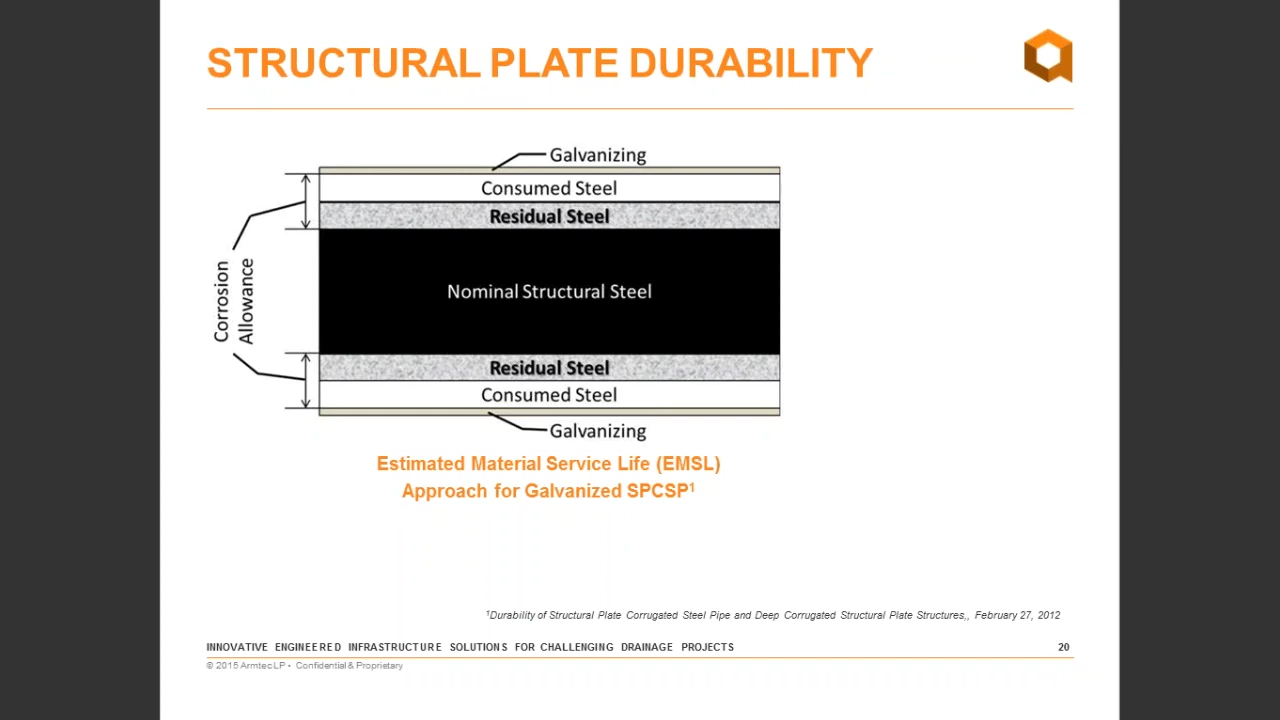 STRUCTURAL PLATE DURABILITY
Galvanizing
Consumed Steel
Residual Steel
Corrosion
Allowance
Nominal Structural Steel
Residual Steel
Consumed Steel
Galvanizing
Estimated Material Service Life (EMSL)
Approach for Galvanized SPCSP¹
¹Durability of Structural Plate Corrugated Steel Pipe and Deep Corrugated Structural Plate Structures,, February 27, 2012
INNOVATIVE ENGINEERED INFRASTRUCTURE SOLUTIONS FOR CHALLENGING DRAINAGE PROJECTS 20
© 2015 Armtec LP • Confidential & Proprietary